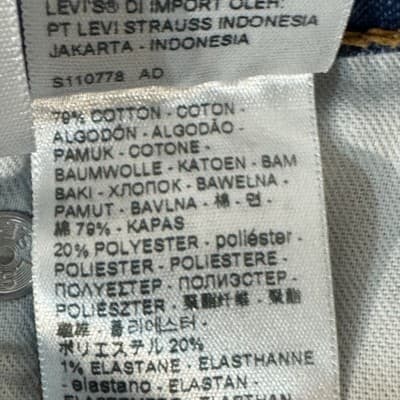 LEVI'S® DI IMPORT OLEH:
PT LEVI STRAUSS INDONESIA
JAKARTA - INDONESIA
S110778 AD
79% COTTON - COTON -
ALGODÓN - ALGODÃO -
PAMUK - COTONE -
BAUMWOLLE - KATOEN - BAM
BAKI - ХЛОПОК - BAWEŁNA -
PAMUT - BAVLNA - 棉 - 면 -
綿 79% - KAPAS
20% POLYESTER - poliéster -
POLIESTER - POLIESTERE -
ΠΟΛΥΕΣΤΕΡ - ПОЛИЭСТЕР -
POLIÉSZTER - 聚酯纤维 - 聚酯
纖維 - 폴리에스터 -
ポリエステル 20%
1% ELASTANE - ELASTHANNE
- elastano - ELASTAN -